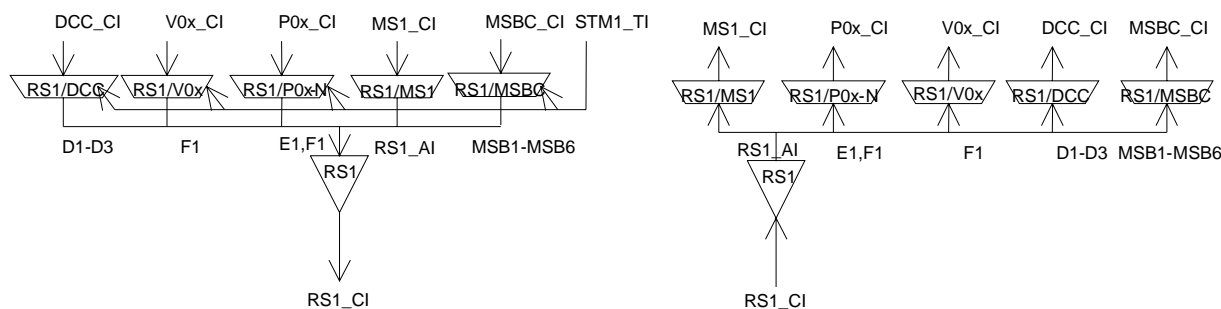 DCC_CI V0x_CI P0x_CI MS1_CI MSBC_CI STM1_TI
RS1/DCC RS1/V0x RS1/P0x-N RS1/MS1 RS1/MSBC
D1-D3 F1 E1,F1 RS1_AI MSB1-MSB6
RS1
RS1_CI
MS1_CI P0x_CI V0x_CI DCC_CI MSBC_CI
RS1/MS1 RS1/P0x-N RS1/V0x RS1/DCC RS1/MSBC
RS1_AI E1,F1 F1 D1-D3 MSB1-MSB6
RS1
RS1_CI